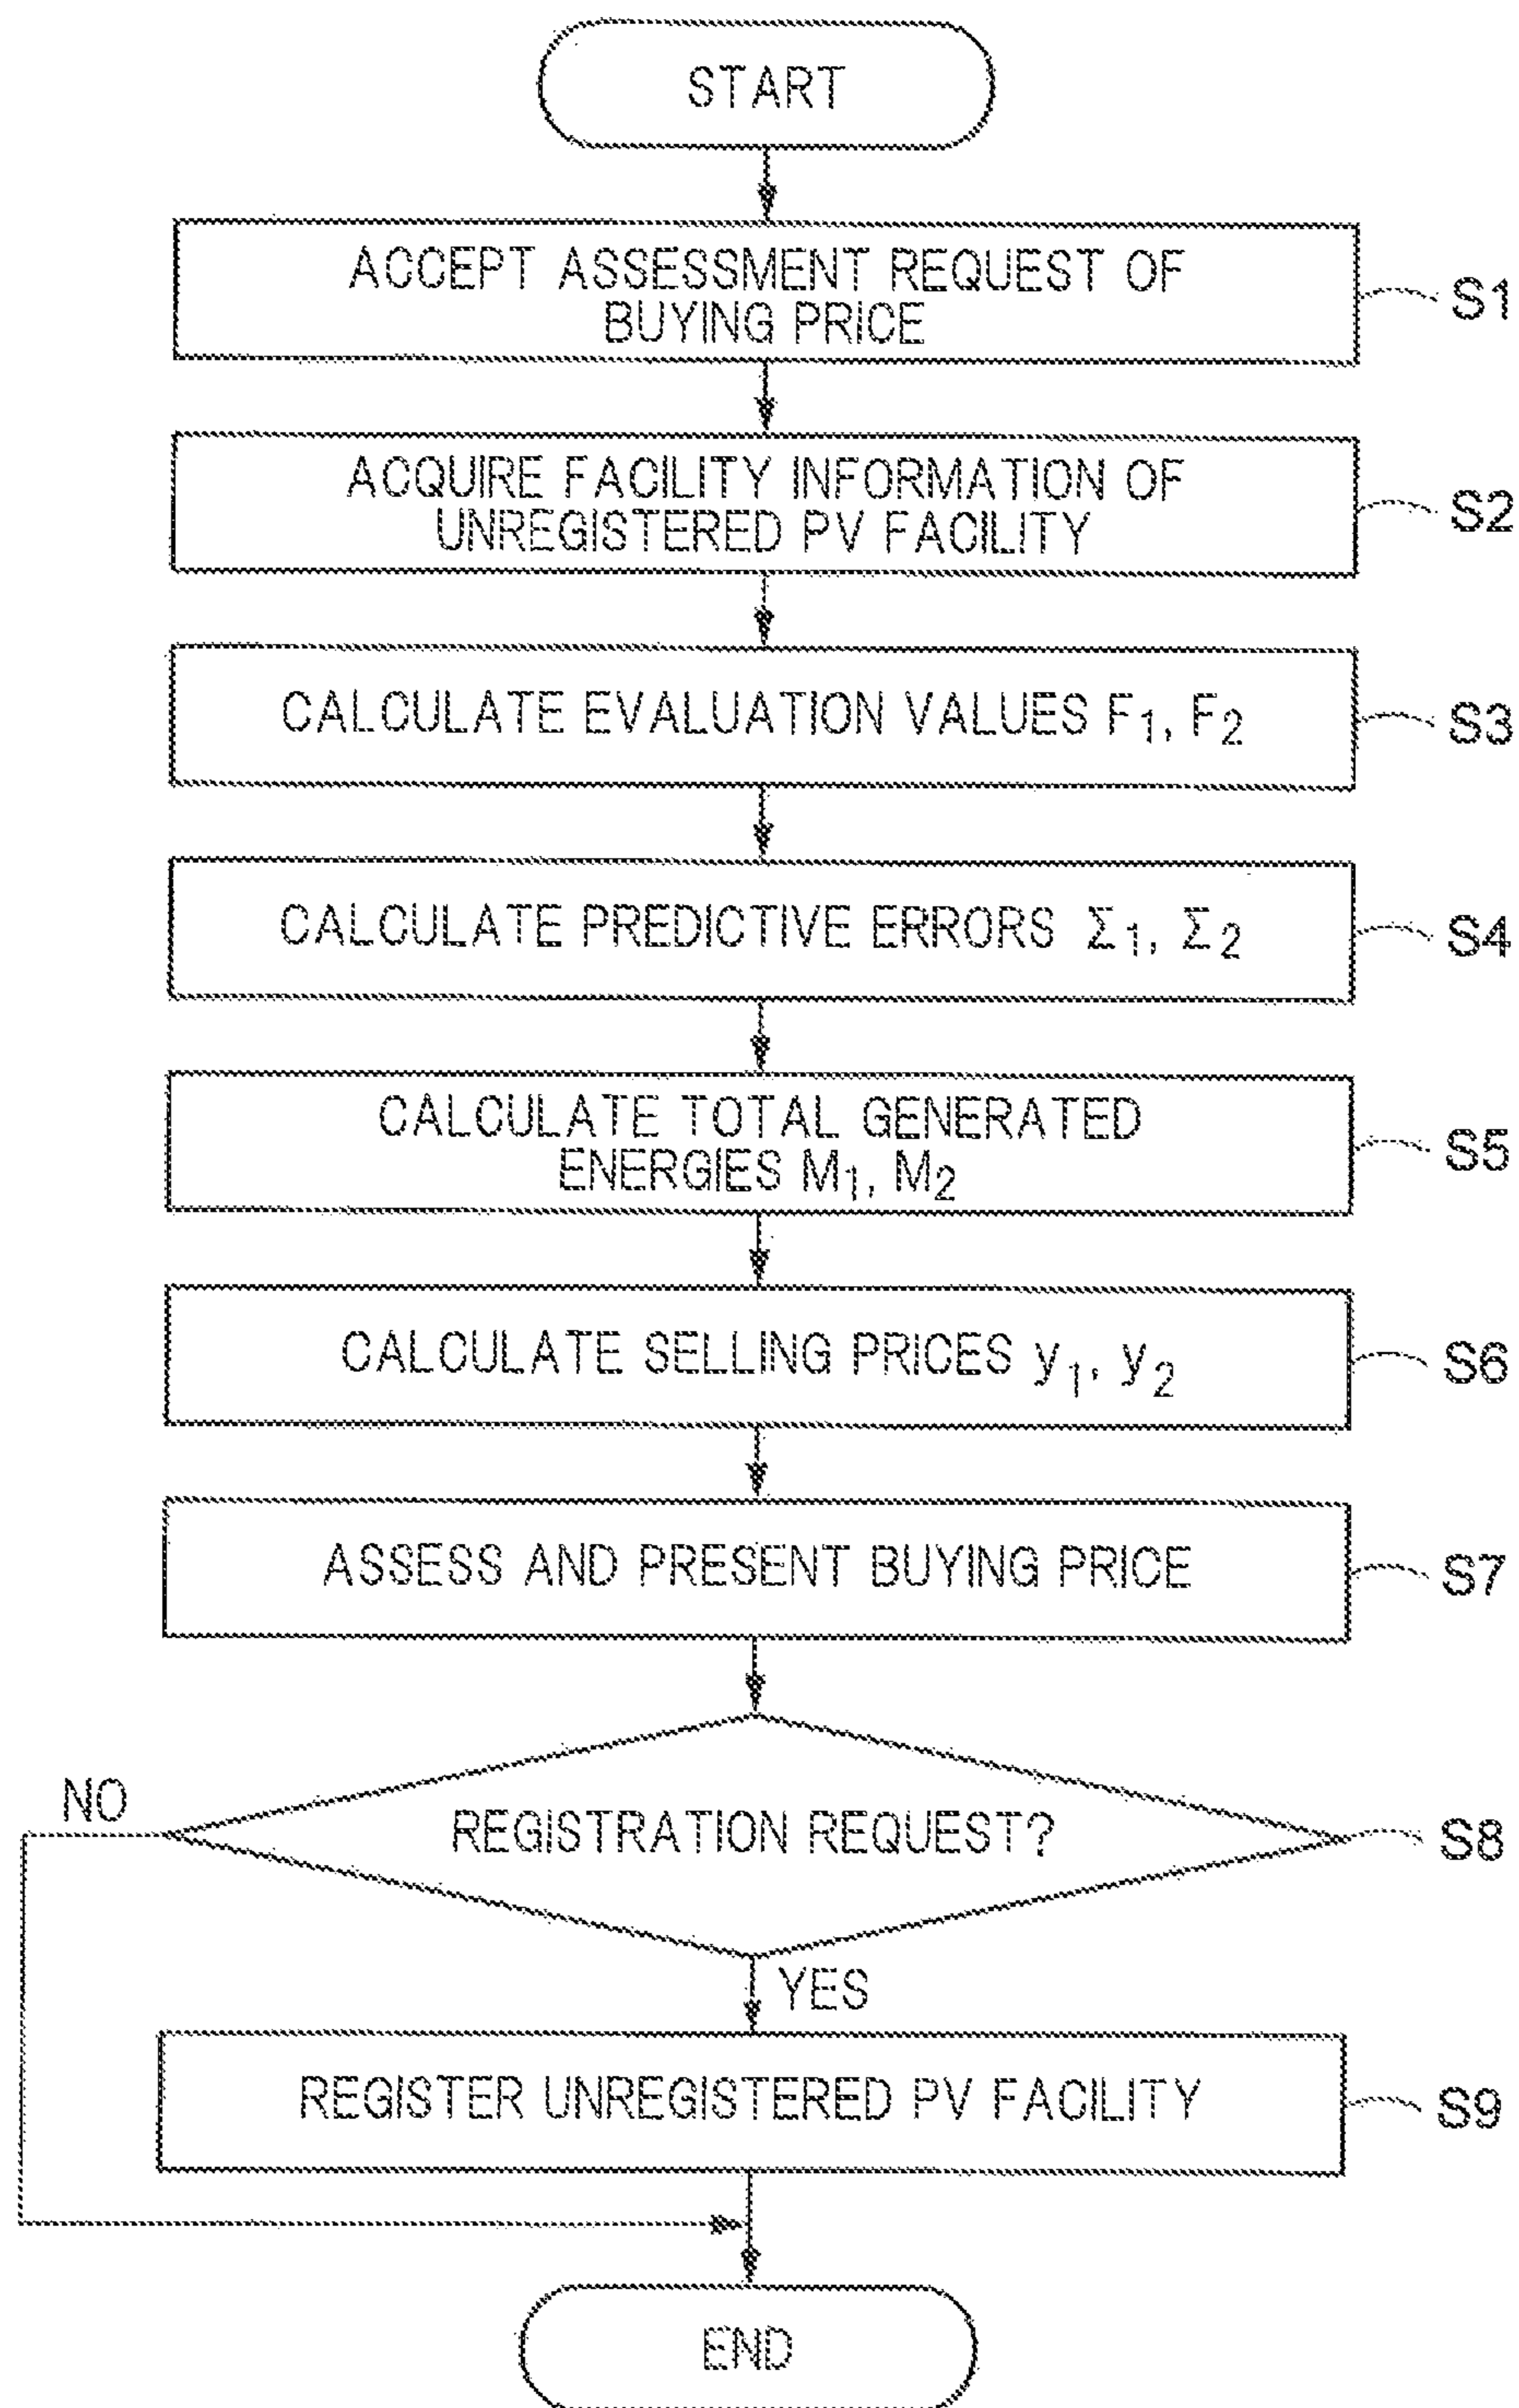 START
ACCEPT ASSESSMENT REQUEST OF
BUYING PRICE
S1
ACQUIRE FACILITY INFORMATION OF
UNREGISTERED PV FACILITY
S2
CALCULATE EVALUATION VALUES F1, F2
S3
CALCULATE PREDICTIVE ERRORS Σ1, Σ2
S4
CALCULATE TOTAL GENERATED
ENERGIES M1, M2
S5
CALCULATE SELLING PRICES y1, y2
S6
ASSESS AND PRESENT BUYING PRICE
S7
NO
REGISTRATION REQUEST?
S8
YES
REGISTER UNREGISTERED PV FACILITY
S9
END